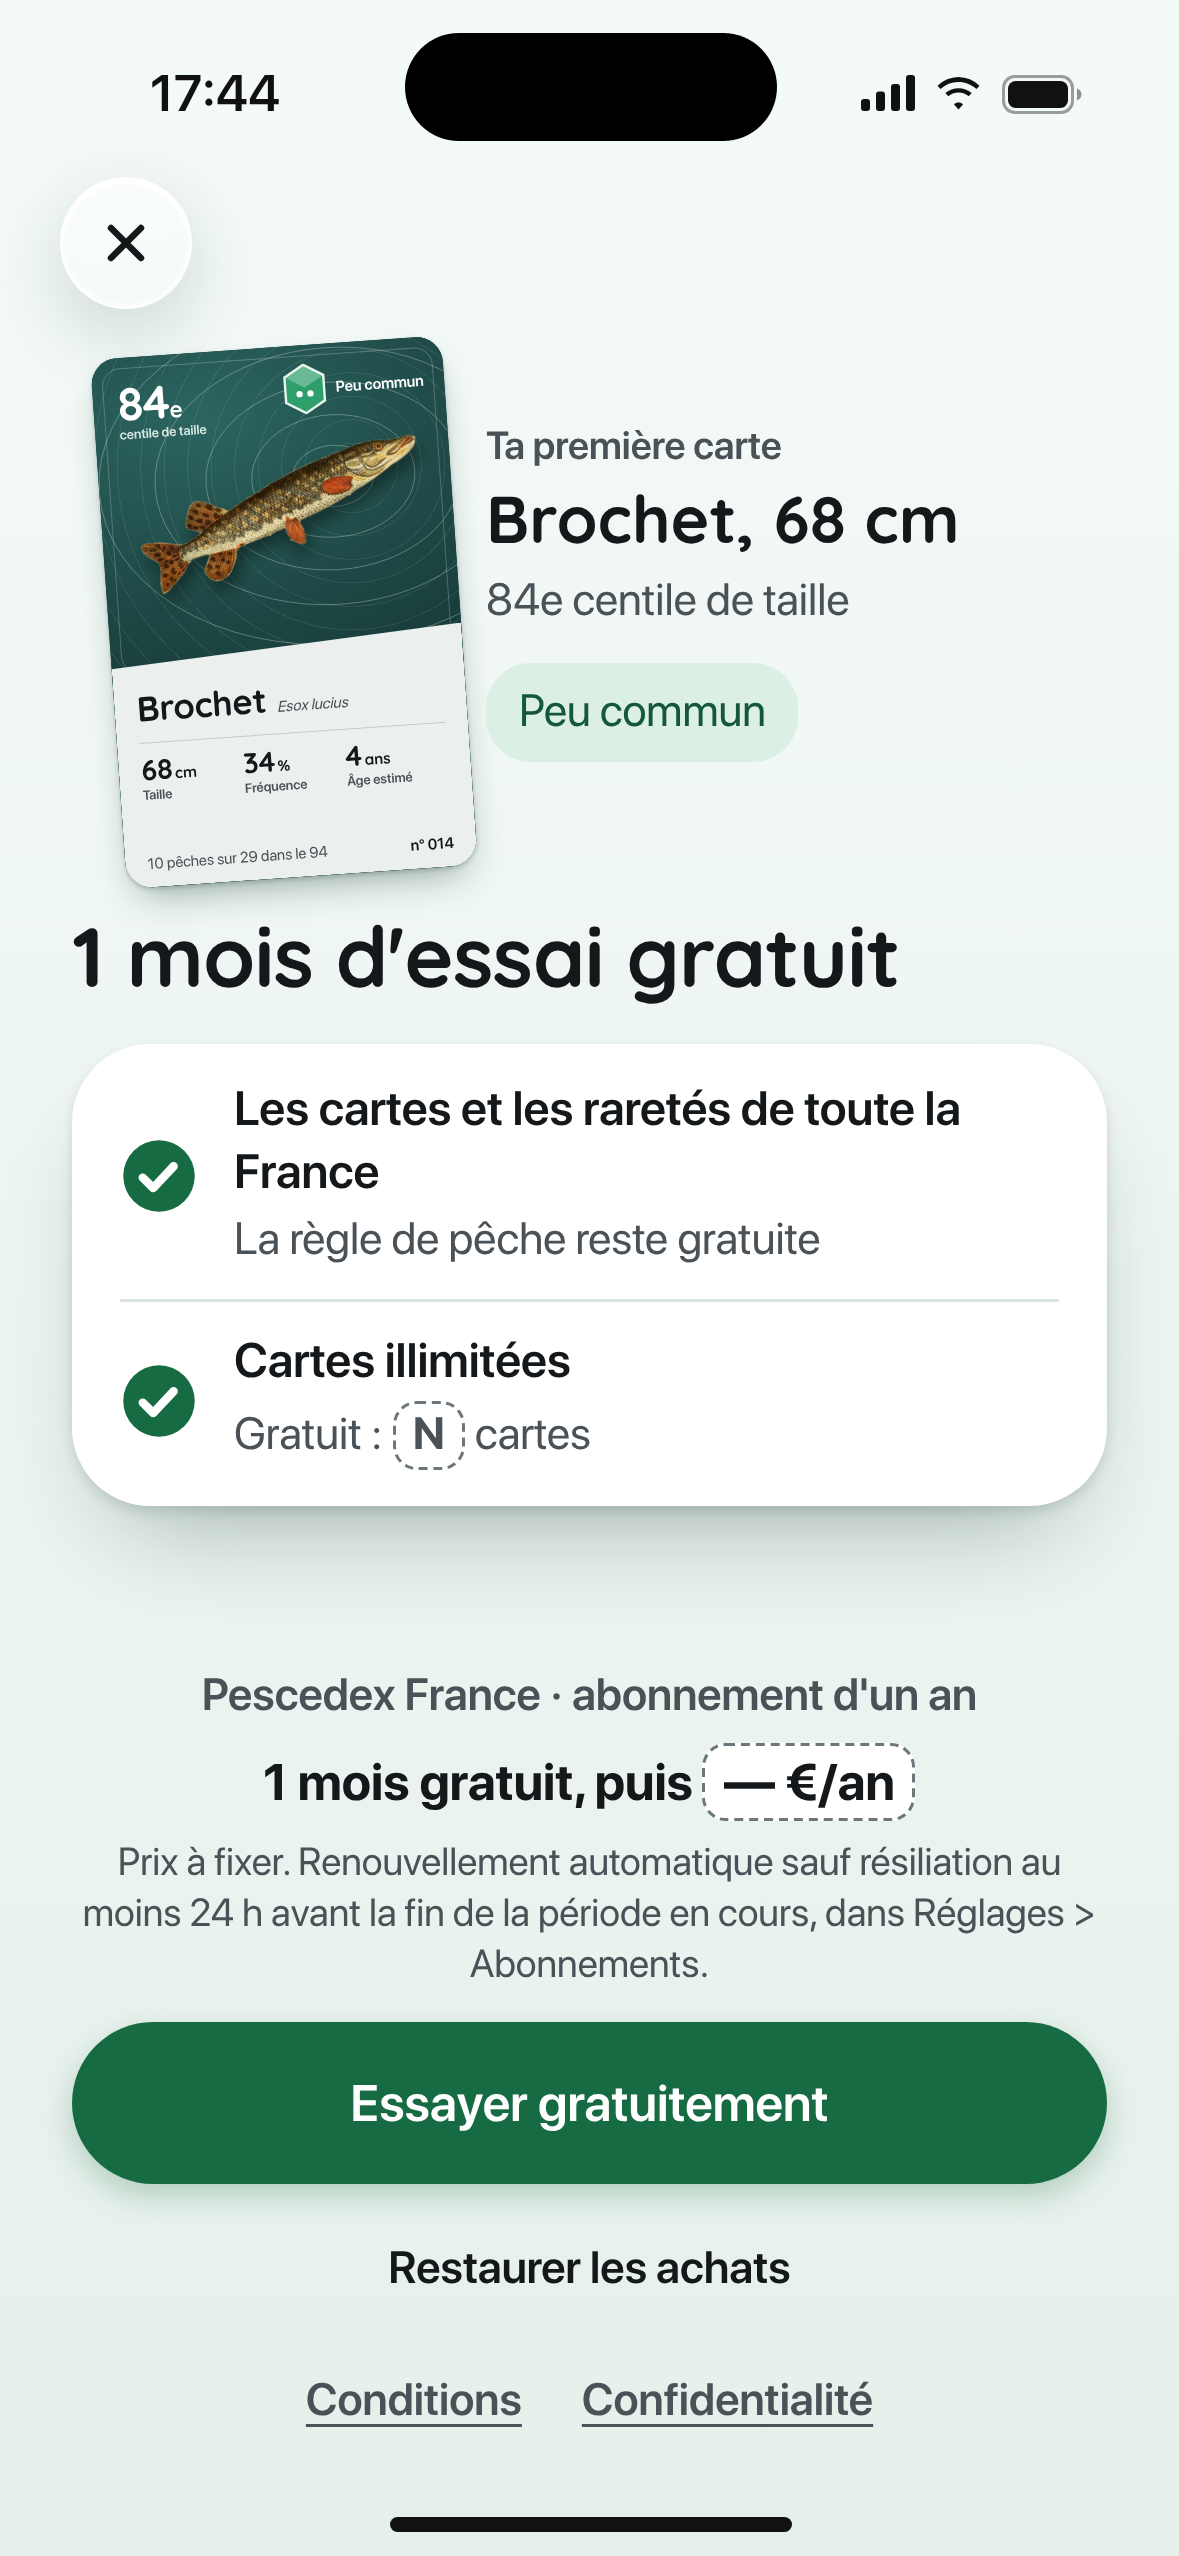 17:44
84e
centile de taille
Peu commun
Brochet Esox lucius
68 cm
Taille
34 %
Fréquence
4 ans
Âge estimé
10 pêches sur 29 dans le 94
n° 014
Ta première carte
Brochet, 68 cm
84e centile de taille
Peu commun
1 mois d'essai gratuit
Les cartes et les raretés de toute la
France
La règle de pêche reste gratuite
Cartes illimitées
Gratuit : N cartes
Pescedex France · abonnement d'un an
1 mois gratuit, puis — €/an
Prix à fixer. Renouvellement automatique sauf résiliation au
moins 24 h avant la fin de la période en cours, dans Réglages >
Abonnements.
Essayer gratuitement
Restaurer les achats
Conditions Confidentialité